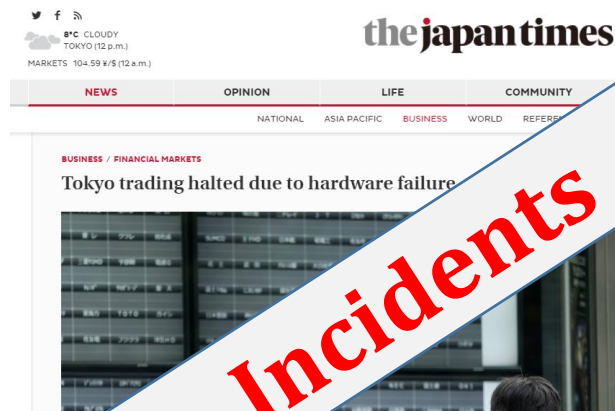 8°C CLOUDY
TOKYO (12 p.m.)
MARKETS 104.59 ¥/$ (12 a.m.)
the japan times
NEWS OPINION LIFE COMMUNITY
NATIONAL ASIA PACIFIC BUSINESS WORLD
BUSINESS / FINANCIAL MARKETS
Tokyo trading halted due to hardware failure
Incidents
TOTO